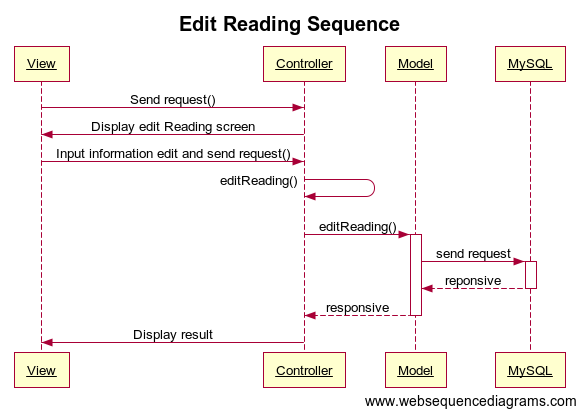 Edit Reading Sequence
View Controller Model MySQL
Send request()
Display edit Reading screen
Input information edit and send request()
editReading()
editReading()
send request
reponsive
responsive
Display result
View Controller Model MySQL
www.websequencediagrams.com